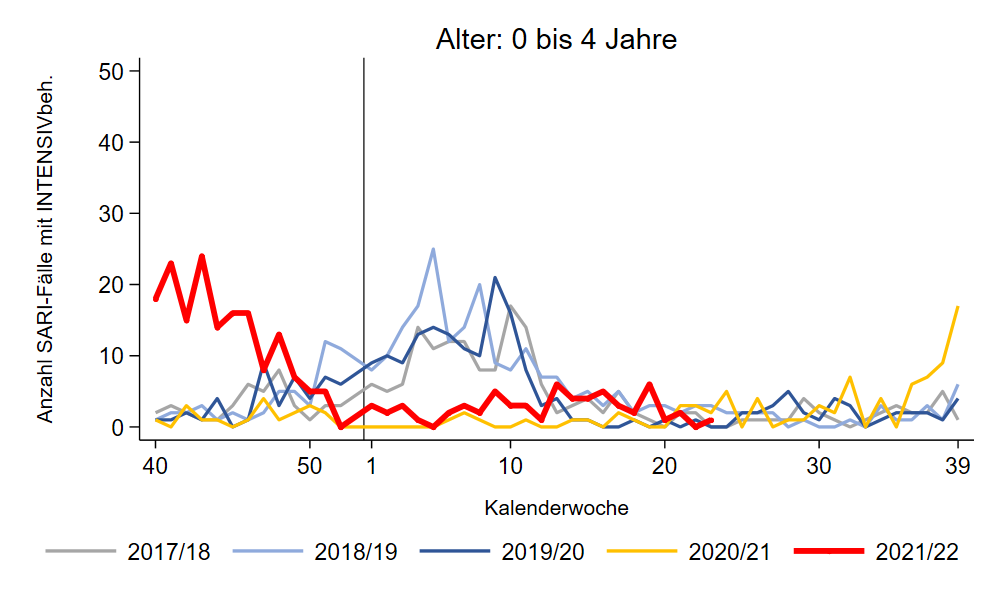 Alter: 0 bis 4 Jahre
Anzahl SARI-Fälle mit INTENSIVbeh.
50
40
30
20
10
0
40 50 1 10 20 30 39
Kalenderwoche
2017/18 2018/19 2019/20 2020/21 2021/22